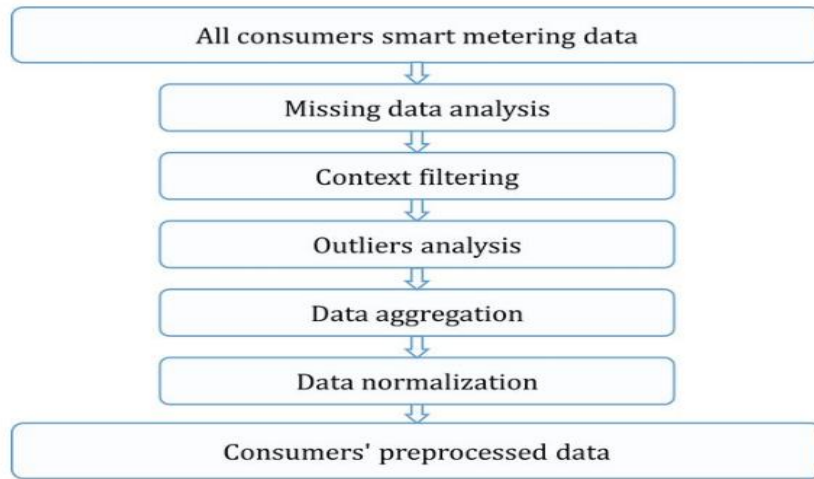 All consumers smart metering data
Missing data analysis
Context filtering
Outliers analysis
Data aggregation
Data normalization
Consumers' preprocessed data